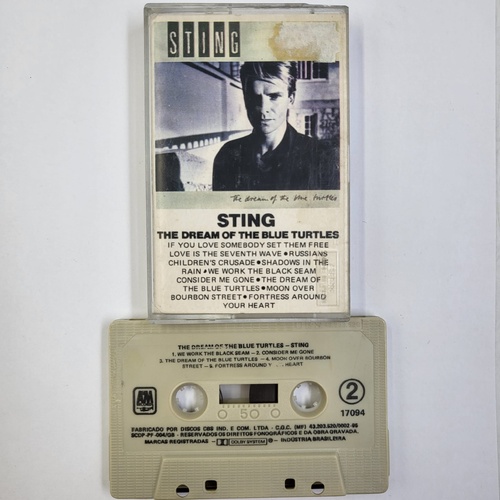 STING
the dream of the blue turtles
STING
THE DREAM OF THE BLUE TURTLES
IF YOU LOVE SOMEBODY SET THEM FREE
LOVE IS THE SEVENTH WAVE●RUSSIANS
CHILDREN'S CRUSADE●SHADOWS IN THE
RAIN●WE WORK THE BLACK SEAM
CONSIDER ME GONE●THE DREAM OF
THE BLUE TURTLES●MOON OVER
BOURBON STREET●FORTRESS AROUND
YOUR HEART
THE DREAM OF THE BLUE TURTLES – STING
1. WE WORK THE BLACK SEAM – 2. CONSIDER ME GONE
3. THE DREAM OF THE BLUE TURTLES – 4. MOON OVER BOURBON
STREET – 5. FORTRESS AROUND Y HEART
A&M
2
0 50 0
17094
FABRICADO POR DISCOS CBS IND. E COM. LTDA – C.G.C. (MF)
RESERVADOS OS DIREITOS FONOGRÁFICOS E DA OBRA GRAVADA.
MARCAS REGISTRADAS – DOLBY SYSTEM – INDÚSTRIA BRASILEIRA